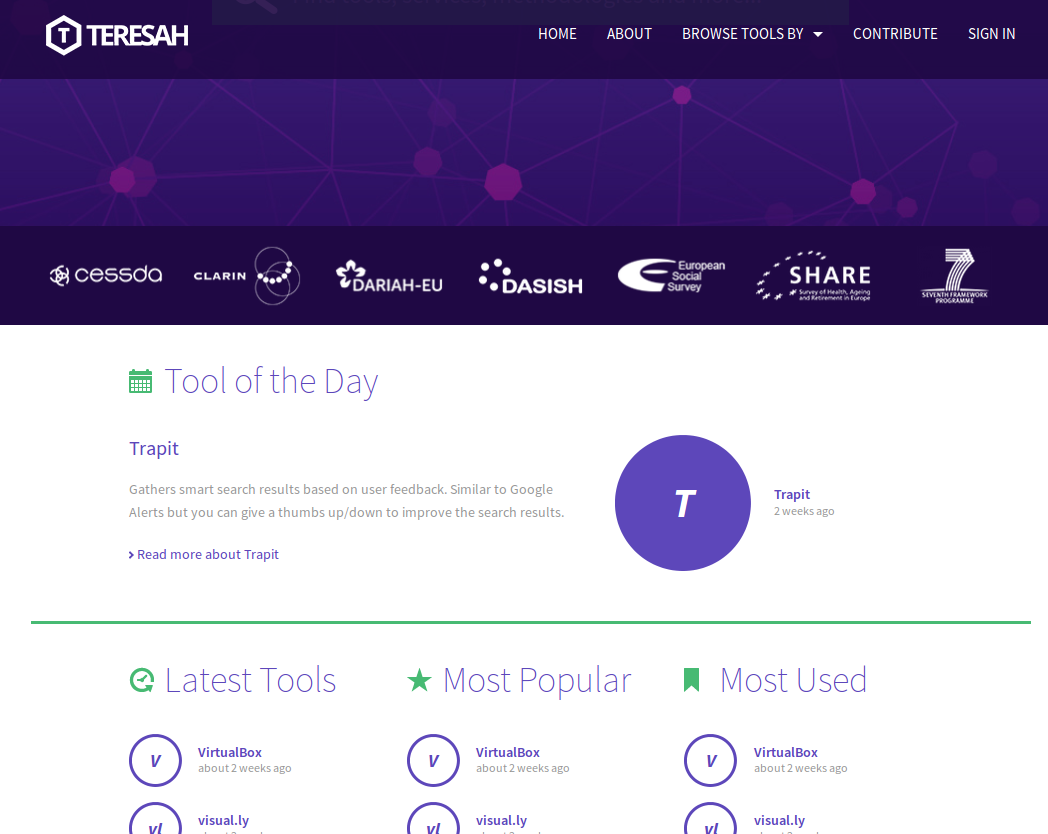 TERESAH
HOME ABOUT BROWSE TOOLS BY CONTRIBUTE SIGN IN
cessda CLARIN DARIAH-EU DASISH European Social Survey SHARE Survey of Health, Ageing and Retirement in Europe 7 SEVENTH FRAMEWORK PROGRAMME
Tool of the Day
Trapit
Gathers smart search results based on user feedback. Similar to Google
Alerts but you can give a thumbs up/down to improve the search results.
Read more about Trapit
T
Trapit
2 weeks ago
Latest Tools
V
VirtualBox
about 2 weeks ago
vl
visual.ly
Most Popular
V
VirtualBox
about 2 weeks ago
vl
visual.ly
Most Used
V
VirtualBox
about 2 weeks ago
vl
visual.ly